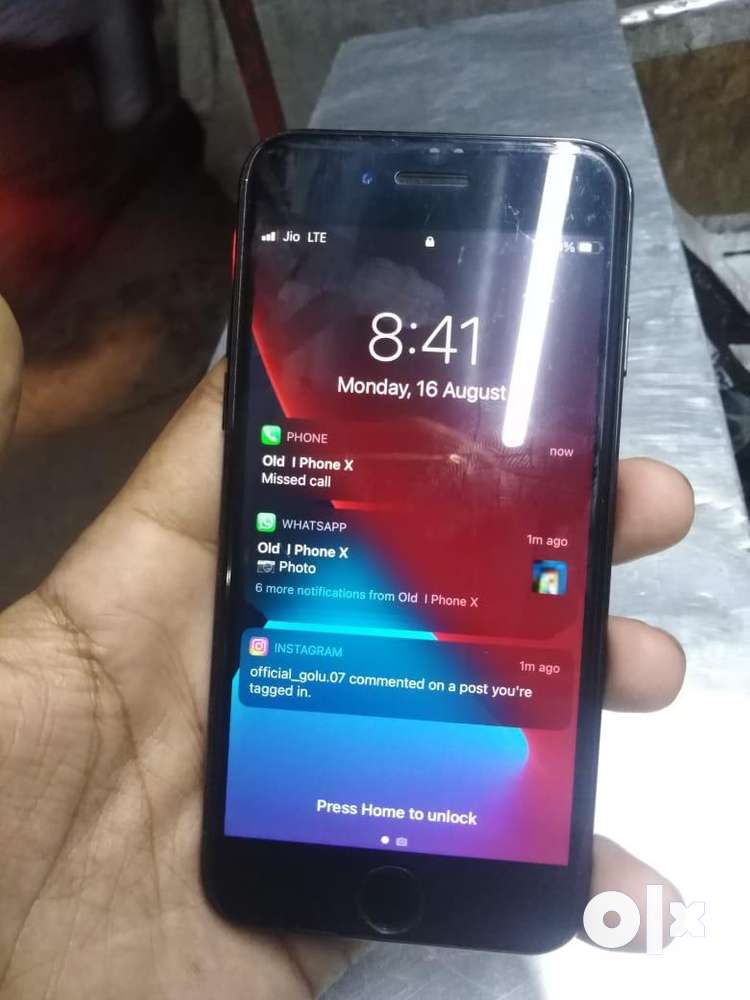 Jio LTE
%
8:41
Monday, 16 August
PHONE
now
Old I Phone X
Missed call
WHATSAPP
1m ago
Old I Phone X
📷 Photo
6 more notifications from Old I Phone X
INSTAGRAM
1m ago
official_golu.07 commented on a post you're
tagged in.
Press Home to unlock
olx